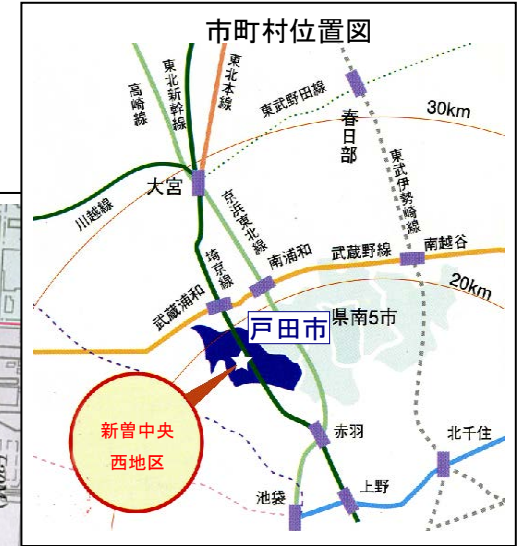 市町村位置図
高崎線
東北新幹線
東北本線
東武野田線
春日部
30km
大宮
川越線
京浜東北線
東武伊勢崎線
埼京線
南浦和
武蔵野線
南越谷
武蔵浦和
20km
戸田市
県南5市
新曽中央
西地区
赤羽
北千住
池袋
上野